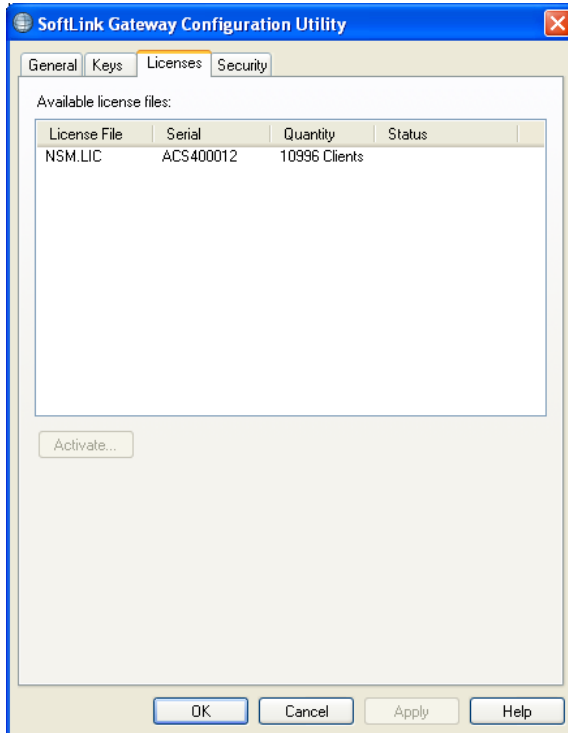 SoftLink Gateway Configuration Utility
General Keys Licenses Security
Available license files:
License File Serial Quantity Status
NSM.LIC ACS400012 10996 Clients
Activate...
OK Cancel Apply Help